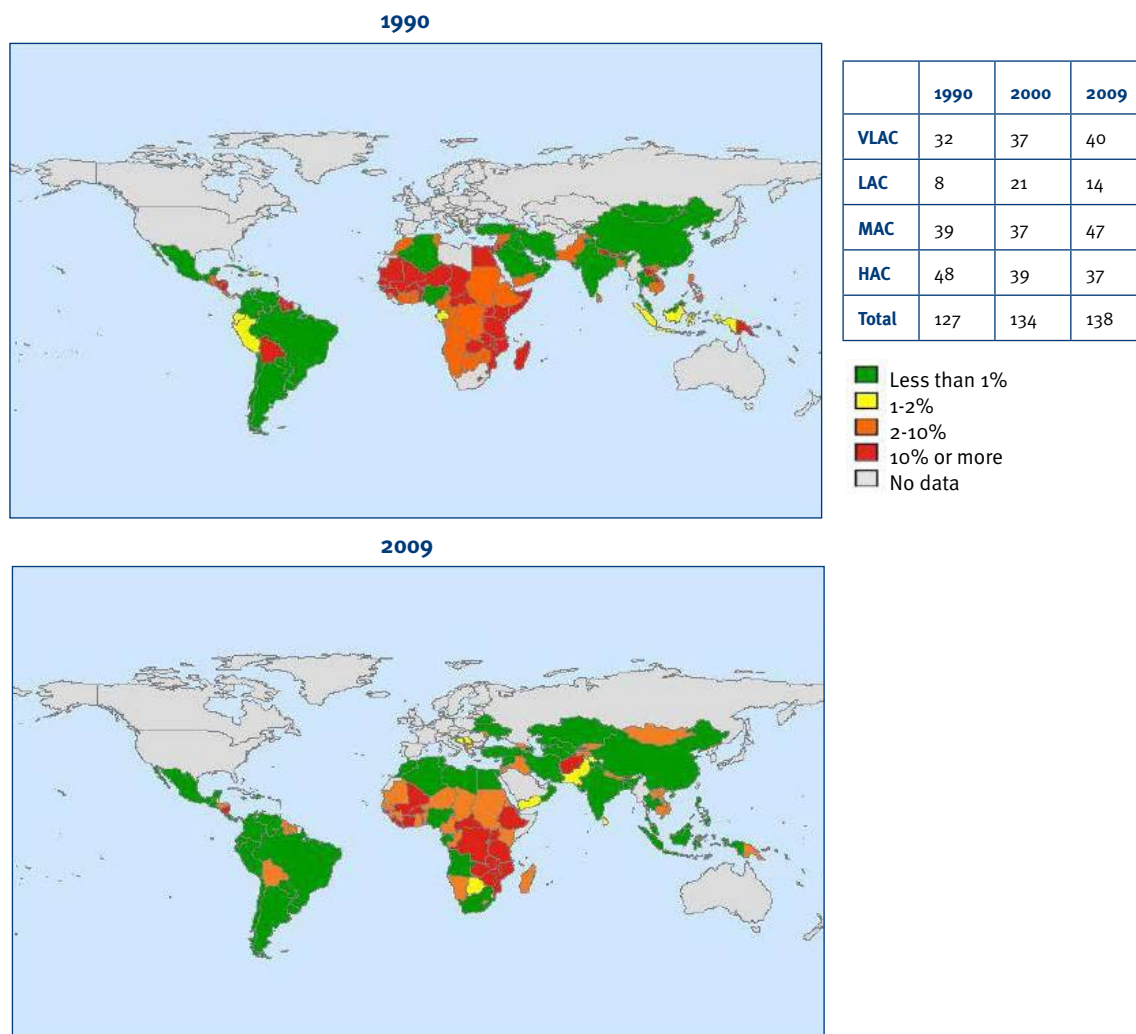 1990
1990 2000 2009
VLAC 32 37 40
LAC 8 21 14
MAC 39 37 47
HAC 48 39 37
Total 127 134 138
Less than 1%
1-2%
2-10%
10% or more
No data
2009